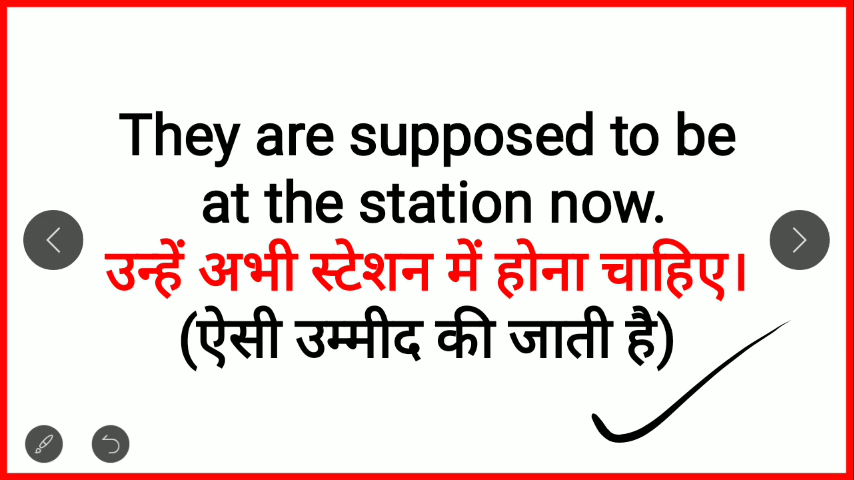 They are supposed to be
at the station now.
उन्हें अभी स्टेशन में होना चाहिए।
(ऐसी उम्मीद की जाती है)